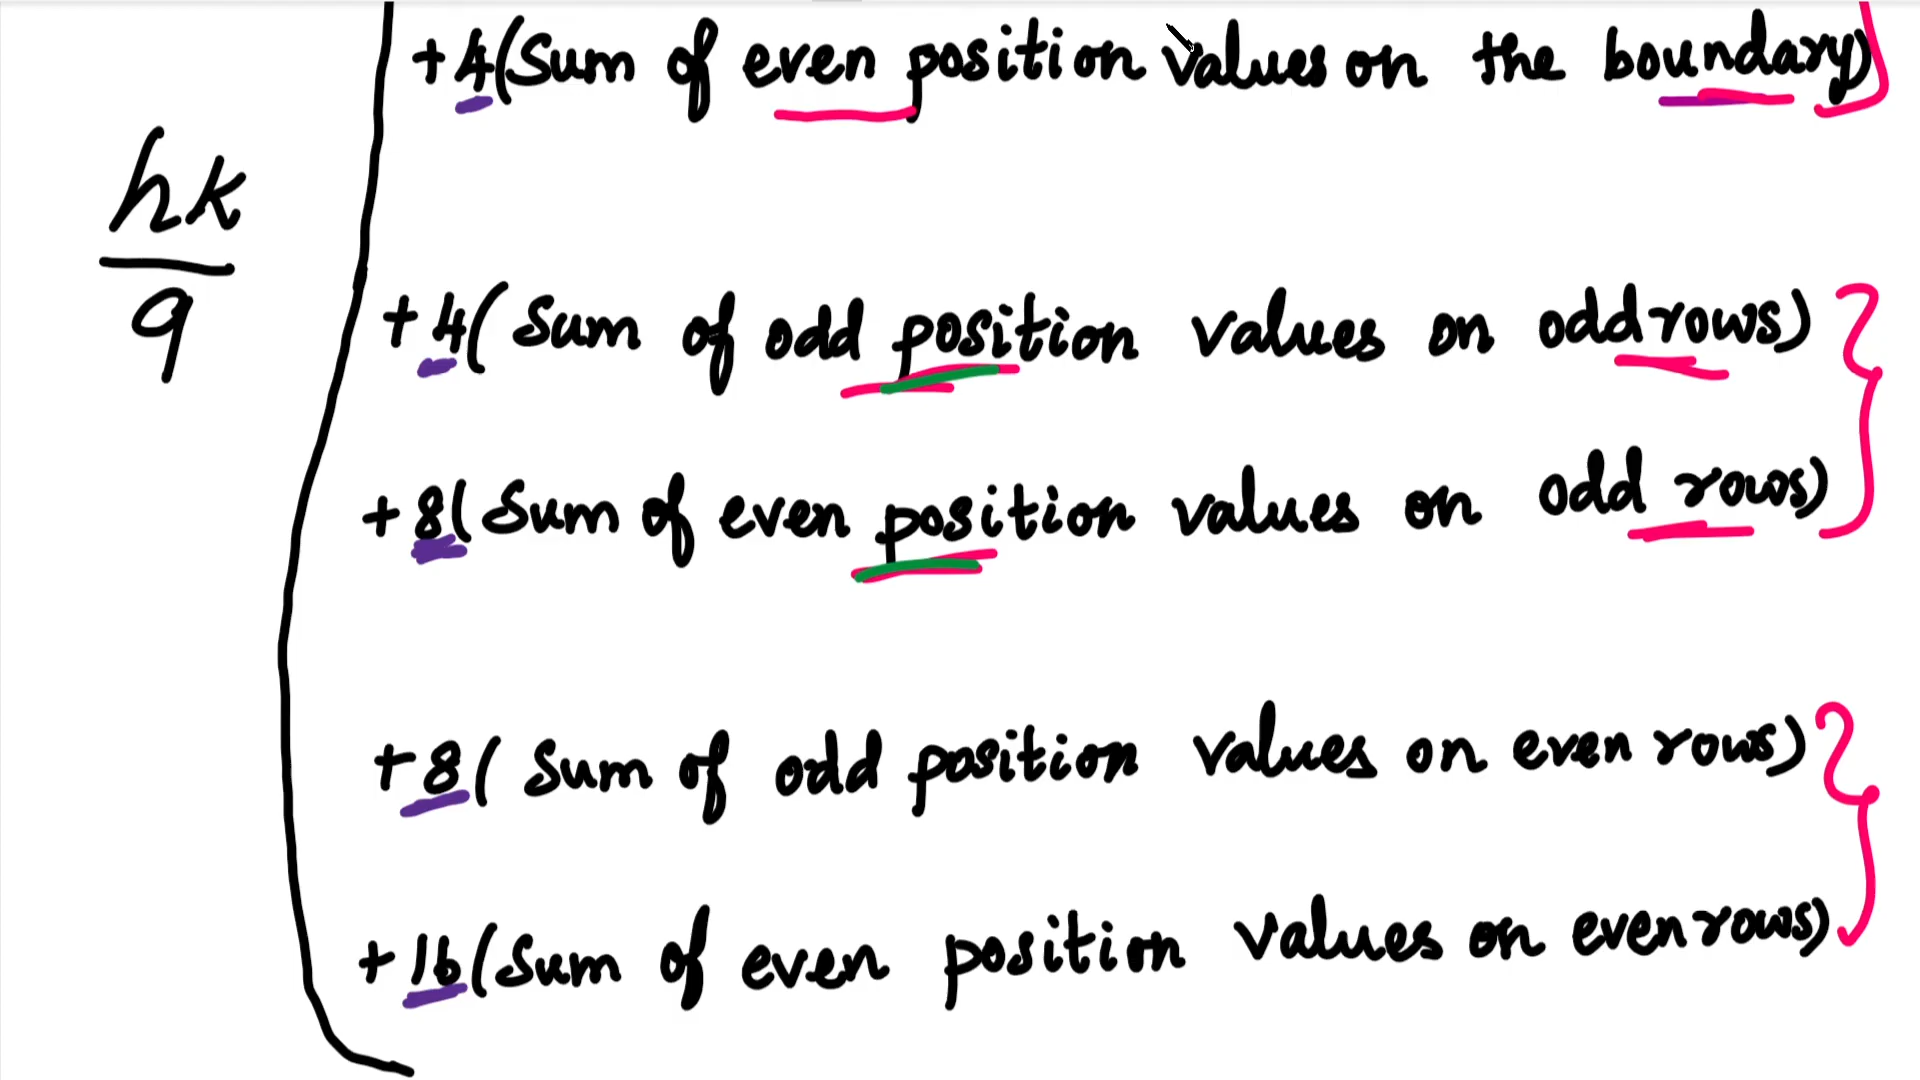 +4(Sum of even position values on the boundary)
hk
9
+4(Sum of odd position values on odd rows)
+8(Sum of even position values on odd rows)
+8(Sum of odd position values on even rows)
+16(Sum of even position values on even rows)